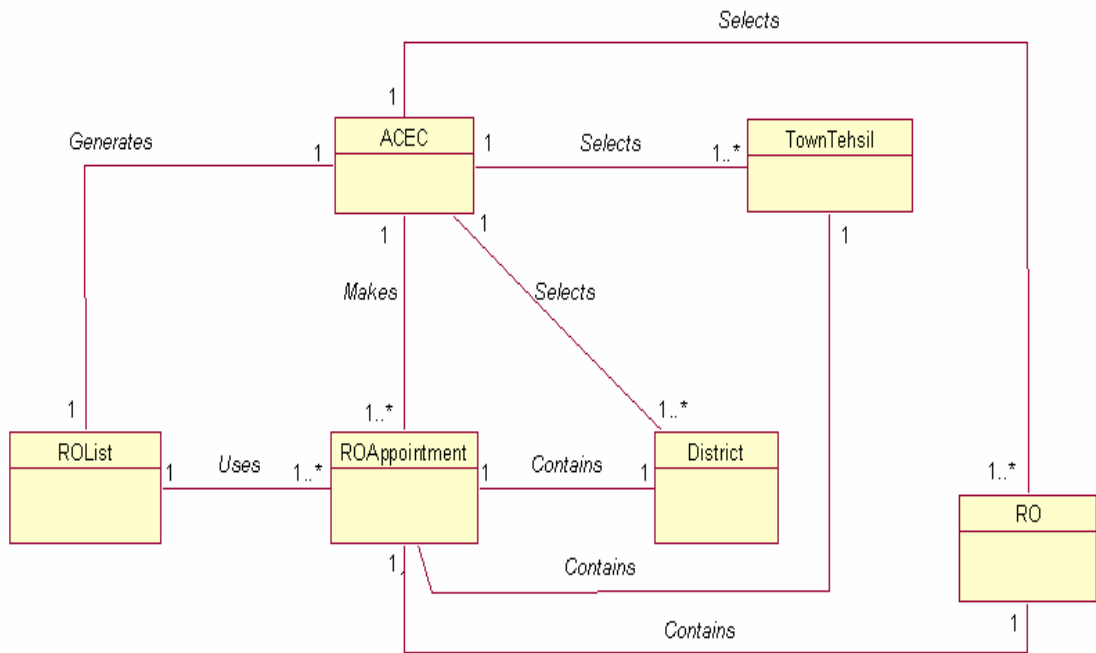 Selects
1
Generates
1
ACEC
1
Selects
1..*
TownTehsil
1
1
1
Makes
Selects
1
1..*
1..*
ROList
1
Uses
1..*
ROAppointment
1
Contains
1
District
1..*
RO
1,
Contains
Contains
1